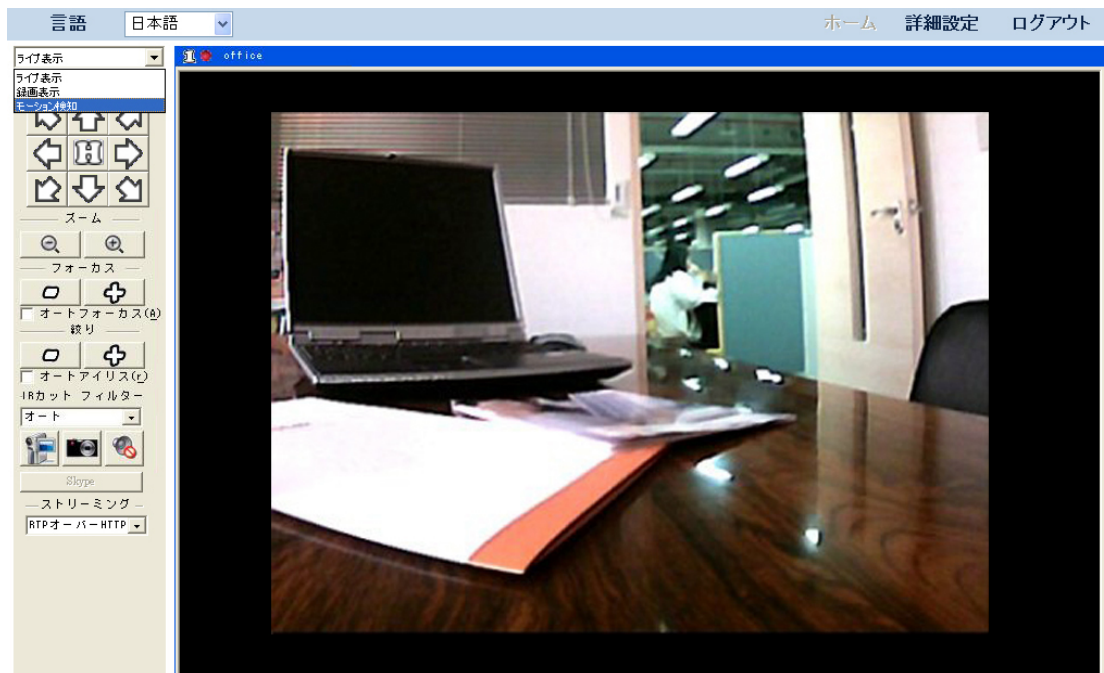 言語 日本語 ホーム 詳細設定 ログアウト
ライブ表示
office
ライブ表示
録画表示
モーション検知
H
ズーム
フォーカス
オートフォーカス(A)
絞り
オートアイリス(r)
IRカット フィルター
オート
Skype
ストリーミング
RTPオーバーHTTP